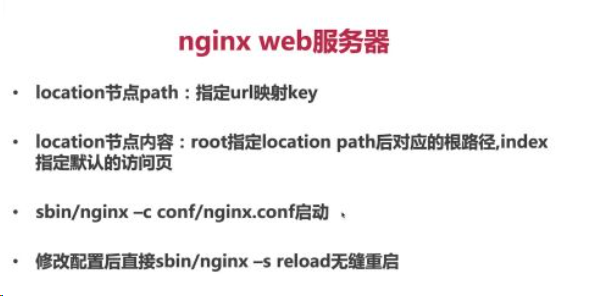 nginx web服务器
• location节点path：指定url映射key
• location节点内容：root指定location path后对应的根路径,index
指定默认的访问页
• sbin/nginx –c conf/nginx.conf启动
• 修改配置后直接sbin/nginx –s reload无缝重启